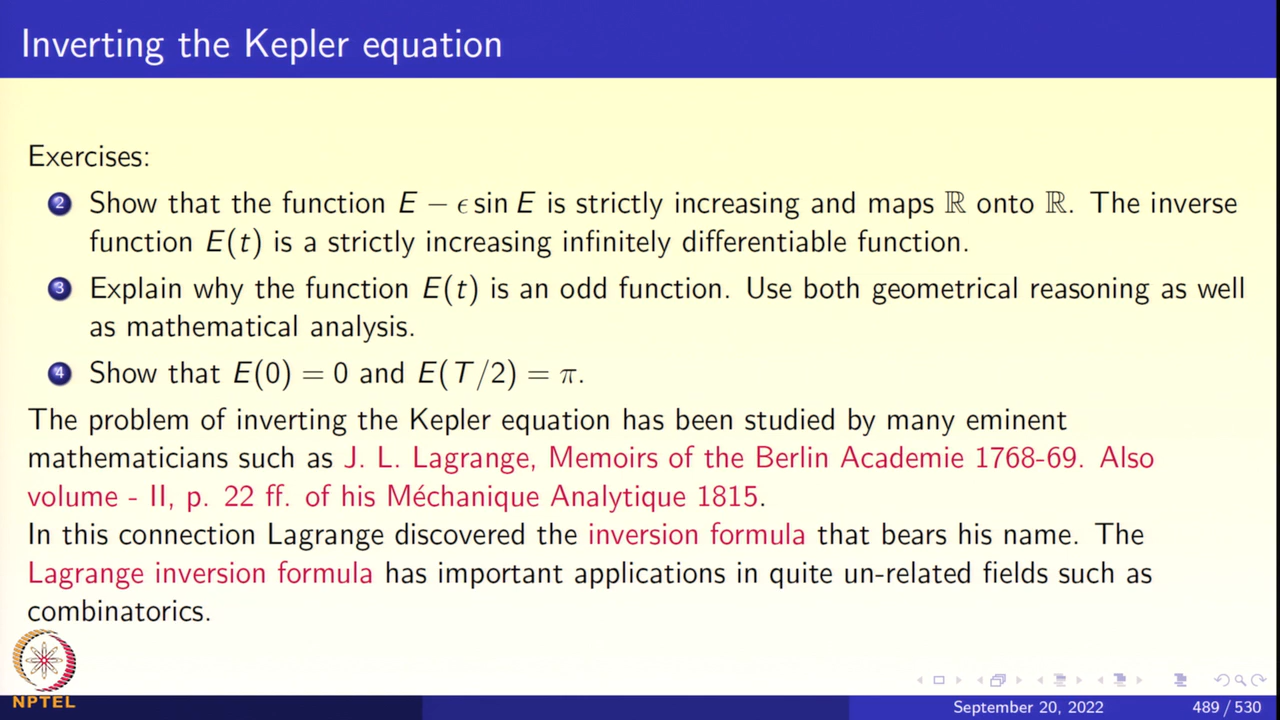 Inverting the Kepler equation
Exercises:
2 Show that the function E − ϵ sin E is strictly increasing and maps ℝ onto ℝ. The inverse
function E(t) is a strictly increasing infinitely differentiable function.
3 Explain why the function E(t) is an odd function. Use both geometrical reasoning as well
as mathematical analysis.
4 Show that E(0) = 0 and E(T/2) = π.
The problem of inverting the Kepler equation has been studied by many eminent
mathematicians such as J. L. Lagrange, Memoirs of the Berlin Academie 1768-69. Also
volume - II, p. 22 ff. of his Méchanique Analytique 1815.
In this connection Lagrange discovered the inversion formula that bears his name. The
Lagrange inversion formula has important applications in quite un-related fields such as
combinatorics.
NPTEL
September 20, 2022 489 / 530